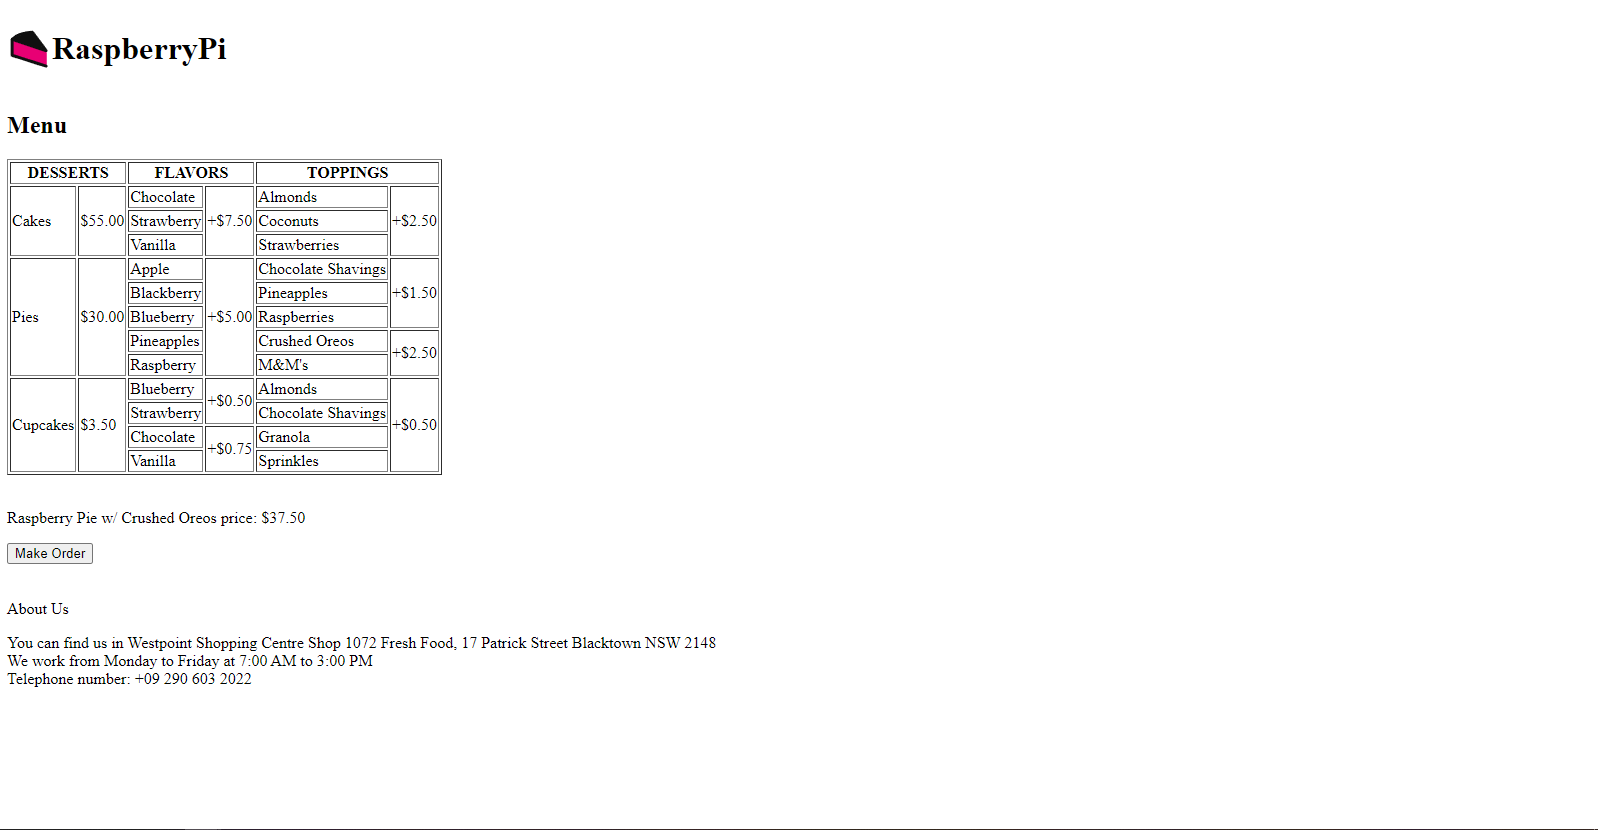 RaspberryPi
Menu
DESSERTS FLAVORS TOPPINGS
Cakes $55.00 Chocolate +$7.50 Almonds +$2.50
Strawberry Coconuts
Vanilla Strawberries
Pies $30.00 Apple +$5.00 Chocolate Shavings +$1.50
Blackberry Pineapples
Blueberry Raspberries
Pineapples Crushed Oreos +$2.50
Raspberry M&M's
Cupcakes $3.50 Blueberry +$0.50 Almonds +$0.50
Strawberry Chocolate Shavings
Chocolate +$0.75 Granola
Vanilla Sprinkles
Raspberry Pie w/ Crushed Oreos price: $37.50
Make Order
About Us
You can find us in Westpoint Shopping Centre Shop 1072 Fresh Food, 17 Patrick Street Blacktown NSW 2148
We work from Monday to Friday at 7:00 AM to 3:00 PM
Telephone number: +09 290 603 2022